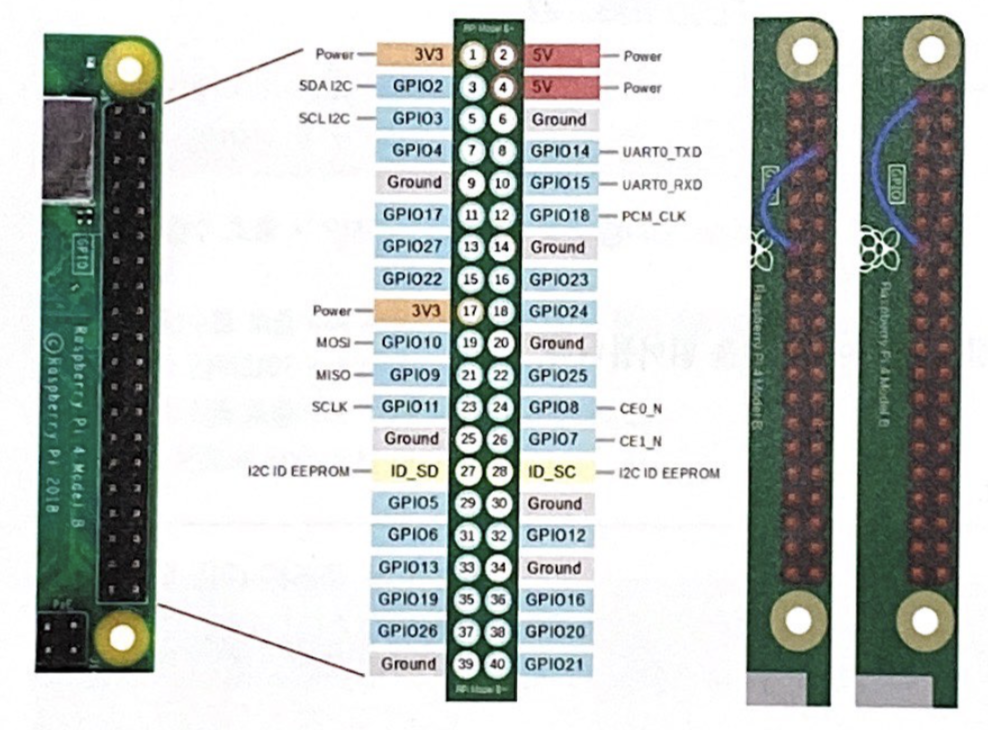 RPi Model B+
Power 3V3 1 2 5V Power
SDA I2C GPIO2 3 4 5V Power
SCL I2C GPIO3 5 6 Ground
GPIO4 7 8 GPIO14 UART0_TXD
Ground 9 10 GPIO15 UART0_RXD
GPIO17 11 12 GPIO18 PCM_CLK
GPIO27 13 14 Ground
GPIO22 15 16 GPIO23
Power 3V3 17 18 GPIO24
MOSI GPIO10 19 20 Ground
MISO GPIO9 21 22 GPIO25
SCLK GPIO11 23 24 GPIO8 CE0_N
Ground 25 26 GPIO7 CE1_N
I2C ID EEPROM ID_SD 27 28 ID_SC I2C ID EEPROM
GPIO5 29 30 Ground
GPIO6 31 32 GPIO12
GPIO13 33 34 Ground
GPIO19 35 36 GPIO16
GPIO26 37 38 GPIO20
Ground 39 40 GPIO21
RPi Model B+
GPIO
Raspberry Pi 4 Model B
© Raspberry Pi 2018
PoE
Raspberry Pi 4 Model B
GPIO
Raspberry Pi 4 Model B